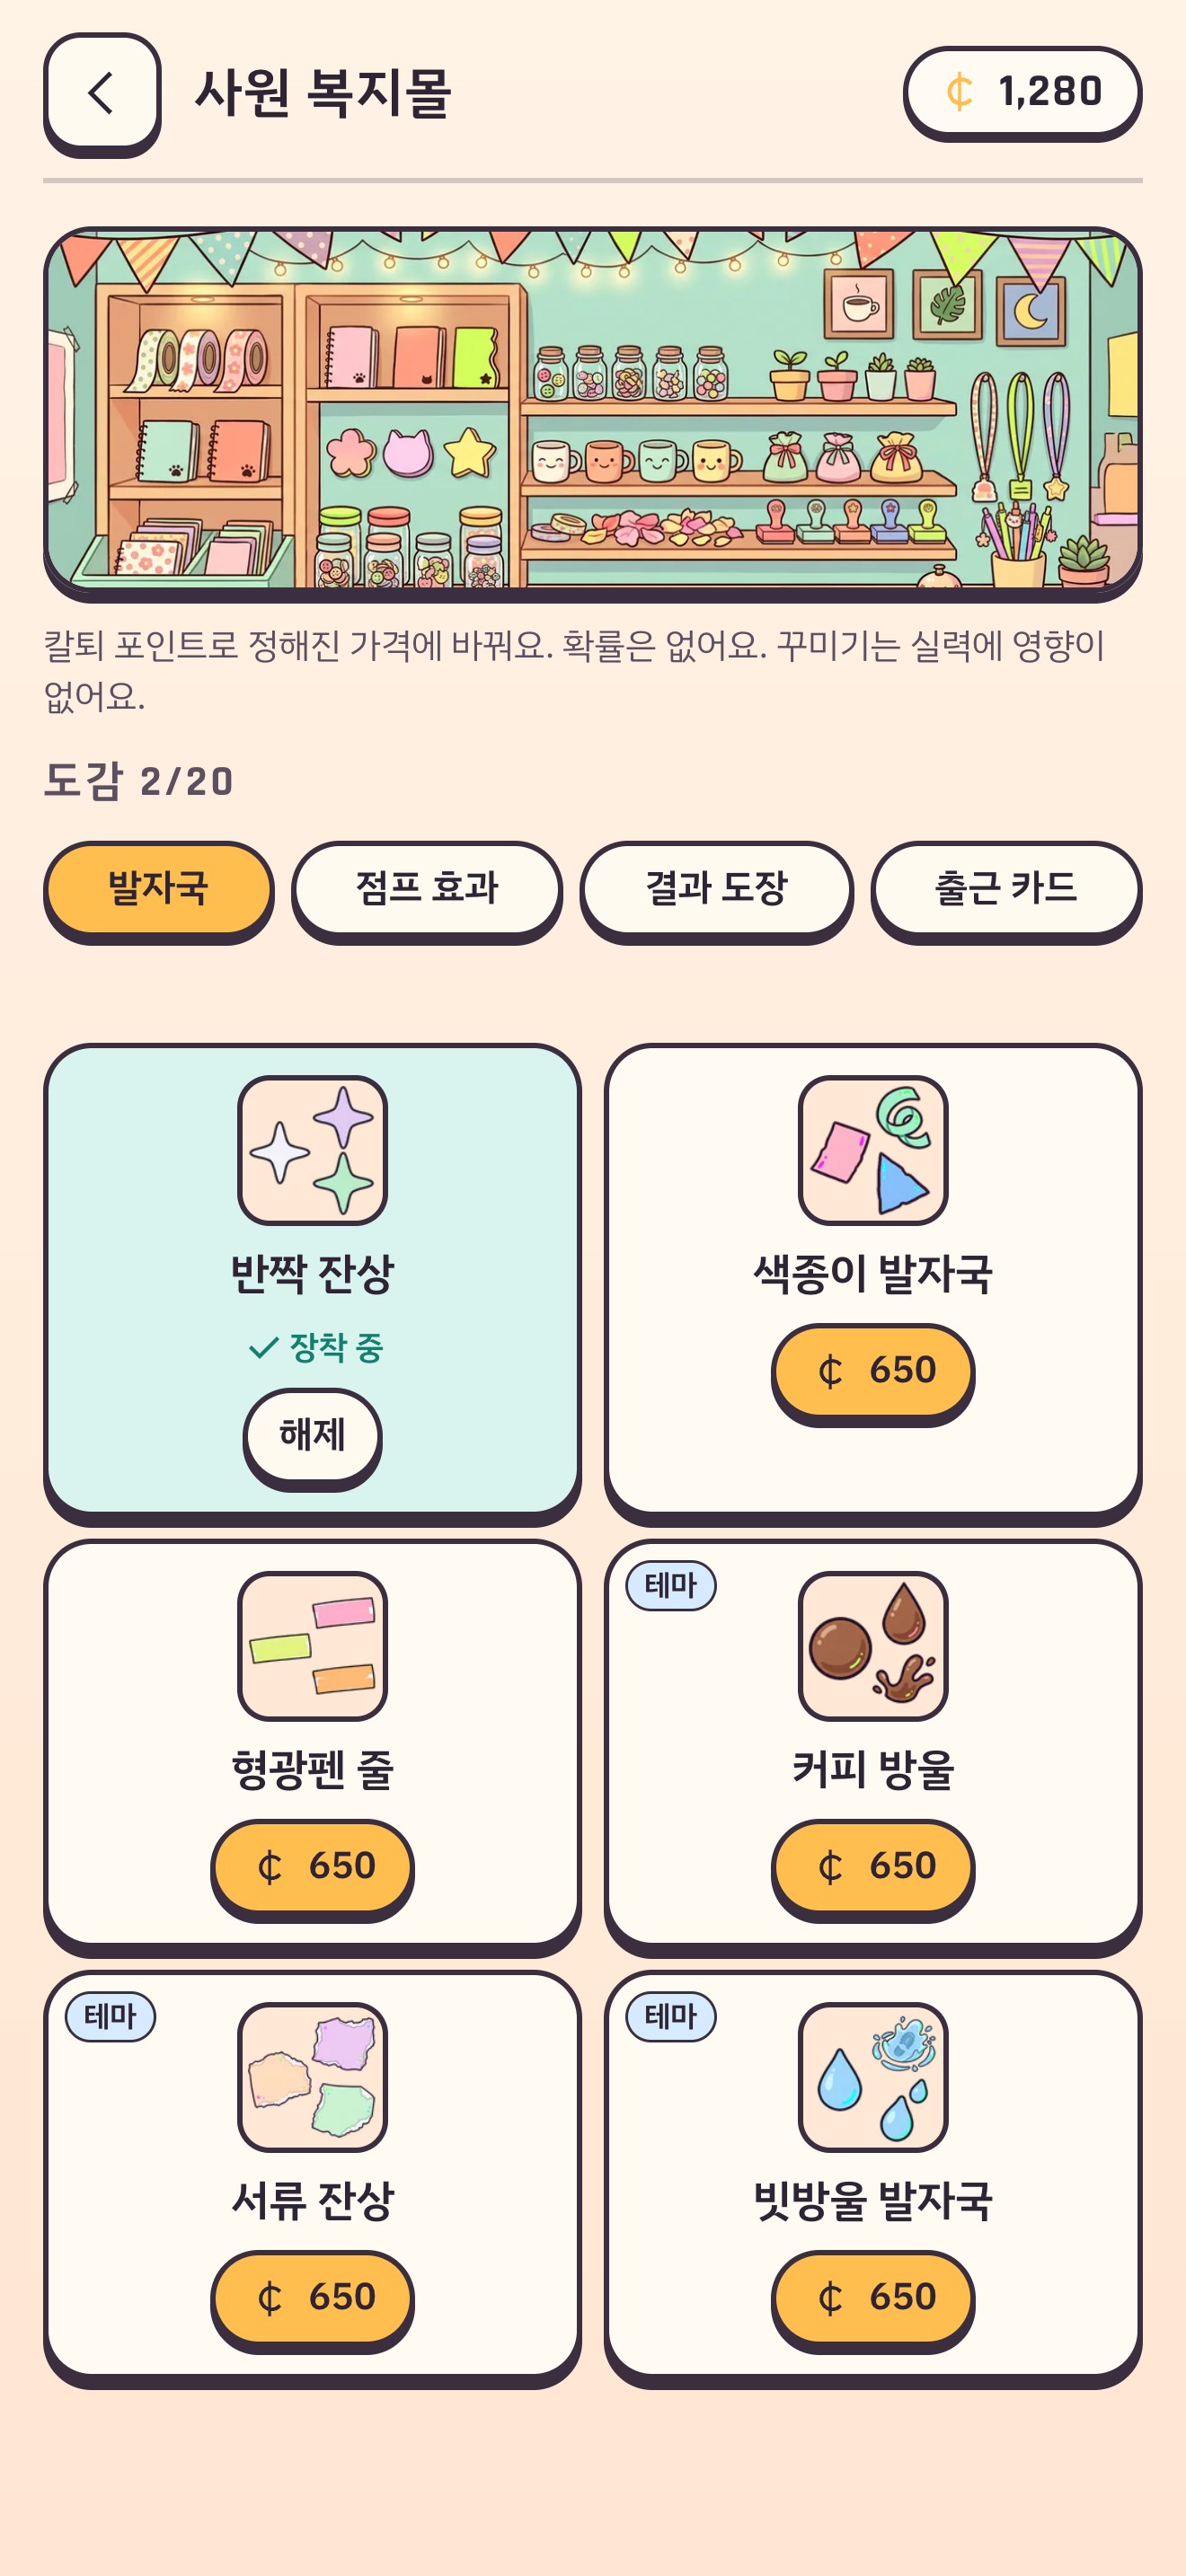 사원 복지몰
₵ 1,280
칼퇴 포인트로 정해진 가격에 바꿔요. 확률은 없어요. 꾸미기는 실력에 영향이
없어요.
도감 2/20
발자국
점프 효과
결과 도장
출근 카드
반짝 잔상
✓ 장착 중
해제
색종이 발자국
₵ 650
형광펜 줄
₵ 650
테마
커피 방울
₵ 650
테마
서류 잔상
₵ 650
테마
빗방울 발자국
₵ 650